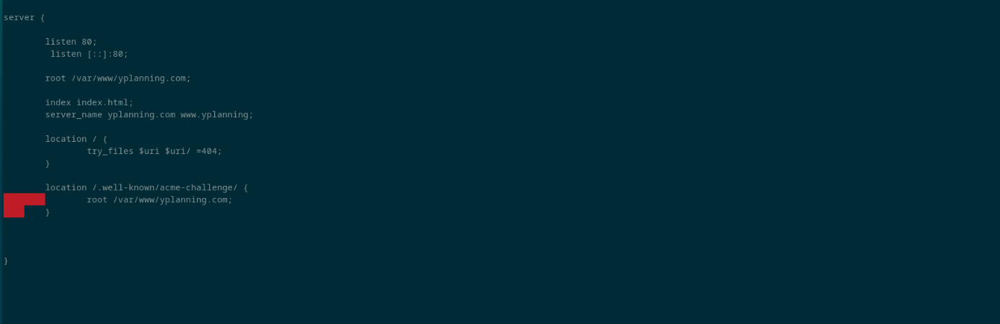 server {
listen 80;
listen [::]:80;
root /var/www/yplanning.com;
index index.html;
server_name yplanning.com www.yplanning;
location / {
try_files $uri $uri/ =404;
}
location /.well-known/acme-challenge/ {
root /var/www/yplanning.com;
}
}